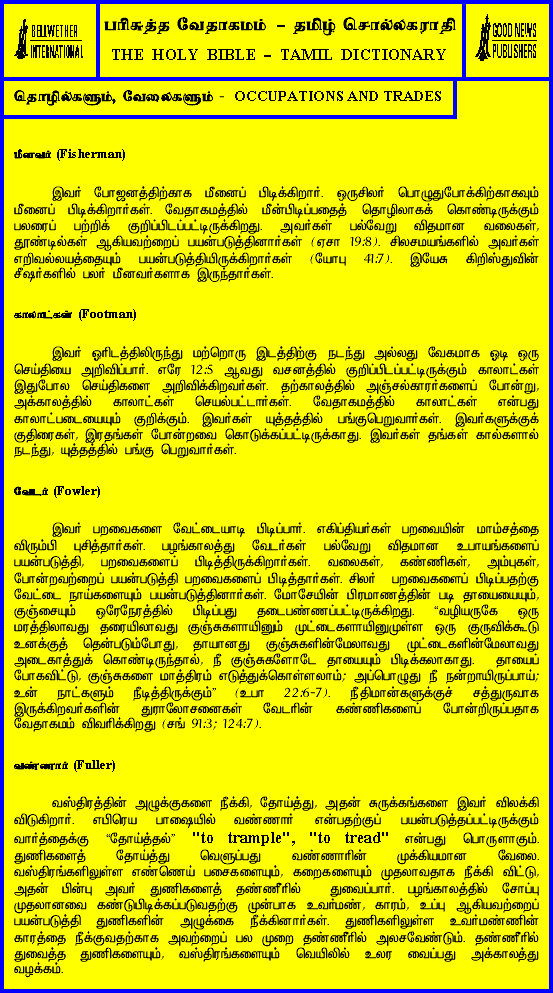 BELLWETHER
INTERNATIONAL
பரிசுத்த வேதாகமம் – தமிழ் சொல்லகராதி
THE HOLY BIBLE – TAMIL DICTIONARY
GOOD NEWS
PUBLISHERS
தொழில்களும், வேலைகளும் - OCCUPATIONS AND TRADES
மீனவர் (Fisherman)
இவர் போஜனத்திற்காக மீனைப் பிடிக்கிறார். ஒருசிலர் பொழுதுபோக்கிற்காகவும்
மீனைப் பிடிக்கிறார்கள். வேதாகமத்தில் மீன்பிடிப்பதைத் தொழிலாகக் கொண்டிருக்கும்
பலரைப் பற்றிக் குறிப்பிடப்பட்டிருக்கிறது. அவர்கள் பல்வேறு விதமான வலைகள்,
தூண்டில்கள் ஆகியவற்றைப் பயன்படுத்தினார்கள் (ஏசா 19:8). சிலசமயங்களில் அவர்கள்
எறிவல்லயத்தையும் பயன்படுத்தியிருக்கிறார்கள் (யோபு 41:7). இயேசு கிறிஸ்துவின்
சீஷர்களில் பலர் மீனவர்களாக இருந்தார்கள்.
காலாட்கள் (Footman)
இவர் ஓரிடத்திலிருந்து மற்றொரு இடத்திற்கு நடந்து அல்லது வேகமாக ஓடி ஒரு
செய்தியை அறிவிப்பார். எரே 12:5 ஆவது வசனத்தில் குறிப்பிடப்பட்டிருக்கும் காலாட்கள்
இதுபோல செய்திகளை அறிவிக்கிறவர்கள். தற்காலத்தில் அஞ்சல்காரர்களைப் போன்று,
அக்காலத்தில் காலாட்கள் செயல்பட்டார்கள். வேதாகமத்தில் காலாட்கள் என்பது
காலாட்படையையும் குறிக்கும். இவர்கள் யுத்தத்தில் பங்குபெறுவார்கள். இவர்களுக்குக்
குதிரைகள், இரதங்கள் போன்றவை கொடுக்கப்பட்டிருக்காது. இவர்கள் தங்கள் கால்களால்
நடந்து, யுத்தத்தில் பங்கு பெறுவார்கள்.
வேடர் (Fowler)
இவர் பறவைகளை வேட்டையாடி பிடிப்பார். எகிப்தியர்கள் பறவையின் மாம்சத்தை
விரும்பி புசித்தார்கள். பழங்காலத்து வேடர்கள் பல்வேறு விதமான உபாயங்களைப்
பயன்படுத்தி, பறவைகளைப் பிடித்திருக்கிறார்கள். வலைகள், கண்ணிகள், அம்புகள்,
போன்றவற்றைப் பயன்படுத்தி பறவைகளைப் பிடித்தார்கள். சிலர் பறவைகளைப் பிடிப்பதற்கு
வேட்டை நாய்களையும் பயன்படுத்தினார்கள். மோசேயின் பிரமாணத்தின் படி தாயையையும்,
குஞ்சையும் ஒரேநேரத்தில் பிடிப்பது தடைபண்ணப்பட்டிருக்கிறது. “வழியருகே ஒரு
மரத்திலாவது தரையிலாவது குஞ்சுகளாயினும் முட்டைகளாயினுமுள்ள ஒரு குருவிக்கூடு
உனக்குத் தென்படும்போது, தாயானது குஞ்சுகளின்மேலாவது முட்டைகளின்மேலாவது
அடைகாத்துக் கொண்டிருந்தால், நீ குஞ்சுகளோடே தாயையும் பிடிக்கலாகாது. தாயைப்
போகவிட்டு, குஞ்சுகளை மாத்திரம் எடுத்துக்கொள்ளலாம்; அப்பொழுது நீ நன்றாயிருப்பாய்;
உன் நாட்களும் நீடித்திருக்கும்” (உபா 22:6-7). நீதிமான்களுக்குச் சத்துருவாக
இருக்கிறவர்களின் துராலோசனைகள் வேடரின் கண்ணிகளைப் போன்றிருப்பதாக
வேதாகமம் விவரிக்கிறது (சங் 91:3; 124:7).
வண்ணார் (Fuller)
வஸ்திரத்தின் அழுக்குகளை நீக்கி, தோய்த்து, அதன் சுருக்கங்களை இவர் விலக்கி
விடுகிறார். எபிரெய பாஷையில் வண்ணார் என்பதற்குப் பயன்படுத்தப்பட்டிருக்கும்
வார்த்தைக்கு “தோய்த்தல்” "to trample", "to tread" என்பது பொருளாகும்.
துணிகளைத் தோய்த்து வெளுப்பது வண்ணாரின் முக்கியமான வேலை.
வஸ்திரங்களிலுள்ள எண்ணெய் பசைகளையும், கறைகளையும் முதலாவதாக நீக்கி விட்டு,
அதன் பின்பு அவர் துணிகளைத் தண்ணீரில் துவைப்பார். பழங்காலத்தில் சோப்பு
முதலானவை கண்டுபிடிக்கப்படுவதற்கு முன்பாக உவர்மண், காரம், உப்பு ஆகியவற்றைப்
பயன்படுத்தி துணிகளின் அழுக்கை நீக்கினார்கள். துணிகளிலுள்ள உவர்மண்ணின்
காரத்தை நீக்குவதற்காக அவற்றைப் பல முறை தண்ணீரில் அலசவேண்டும். தண்ணீரில்
துவைத்த துணிகளையும், வஸ்திரங்களையும் வெயிலில் உலர வைப்பது அக்காலத்து
வழக்கம்.